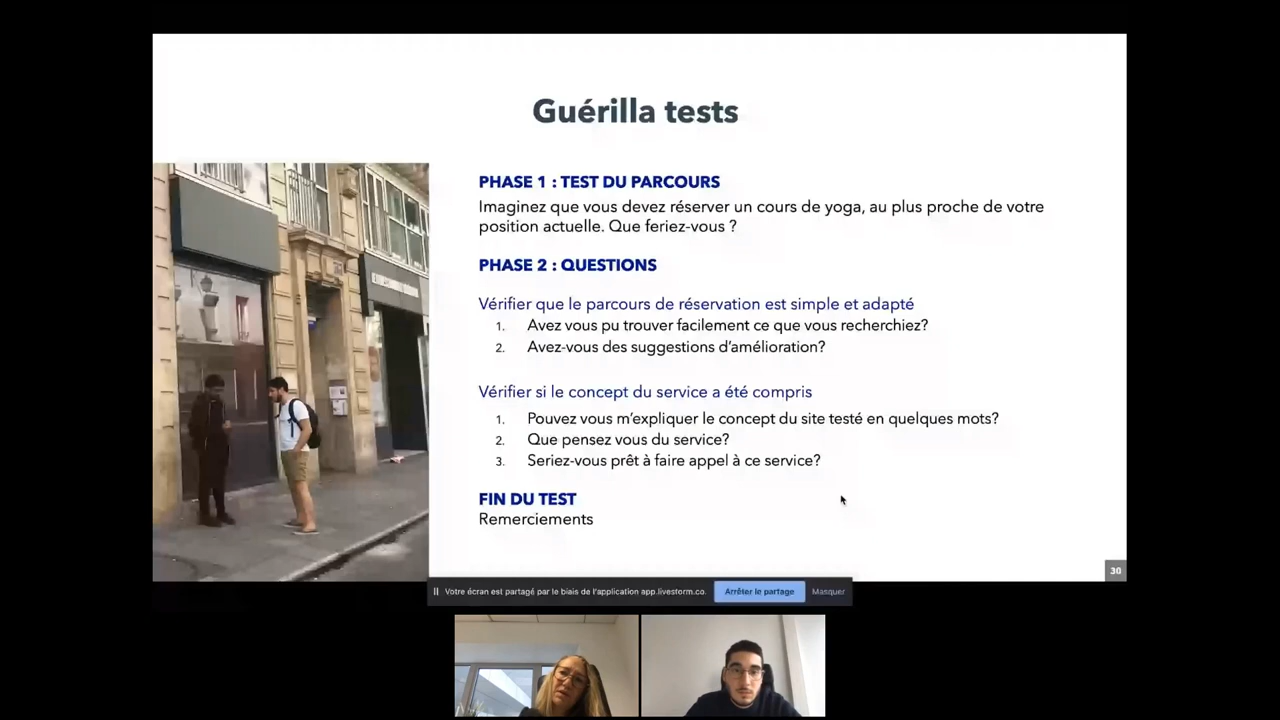 Guérilla tests
PHASE 1 : TEST DU PARCOURS
Imaginez que vous devez réserver un cours de yoga, au plus proche de votre
position actuelle. Que feriez-vous ?
PHASE 2 : QUESTIONS
Vérifier que le parcours de réservation est simple et adapté
1. Avez vous pu trouver facilement ce que vous recherchiez?
2. Avez-vous des suggestions d'amélioration?
Vérifier si le concept du service a été compris
1. Pouvez vous m'expliquer le concept du site testé en quelques mots?
2. Que pensez vous du service?
3. Seriez-vous prêt à faire appel à ce service?
FIN DU TEST
Remerciements
30
Votre écran est partagé par le biais de l'application app.livestorm.co.
Arrêter le partage
Masquer